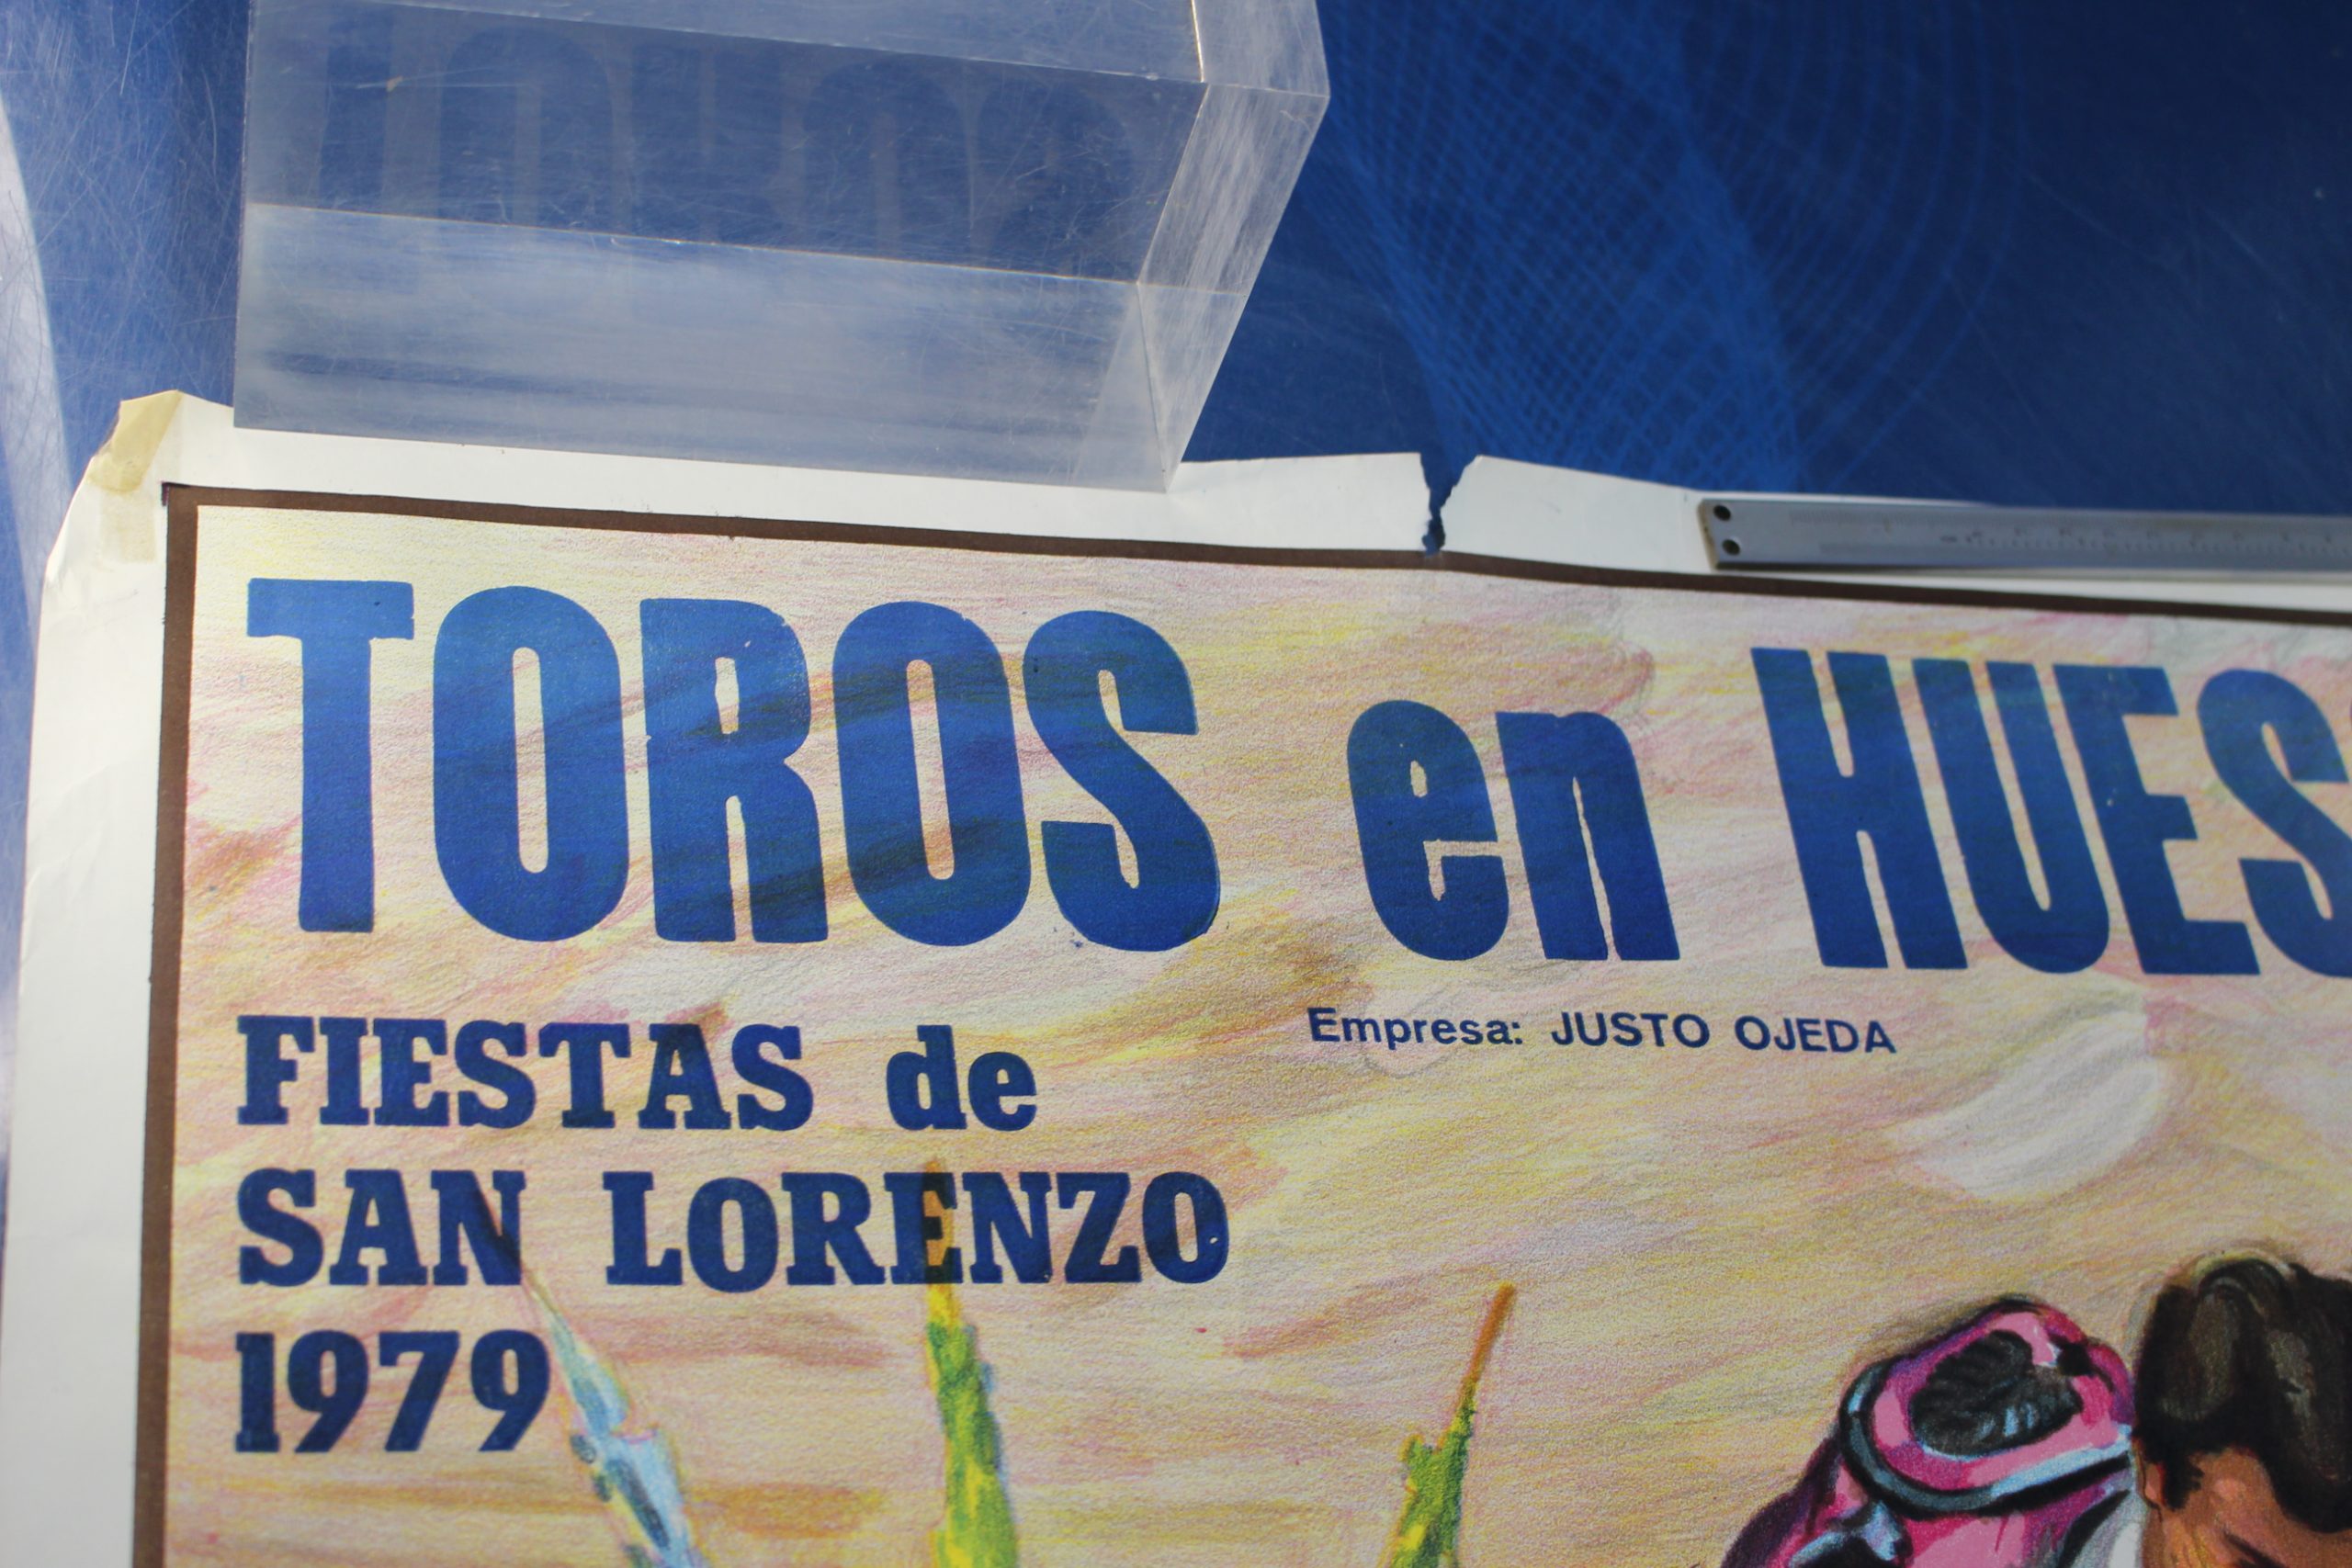 TOROS en HUES
Empresa: JUSTO OJEDA
FIESTAS de
SAN LORENZO
1979